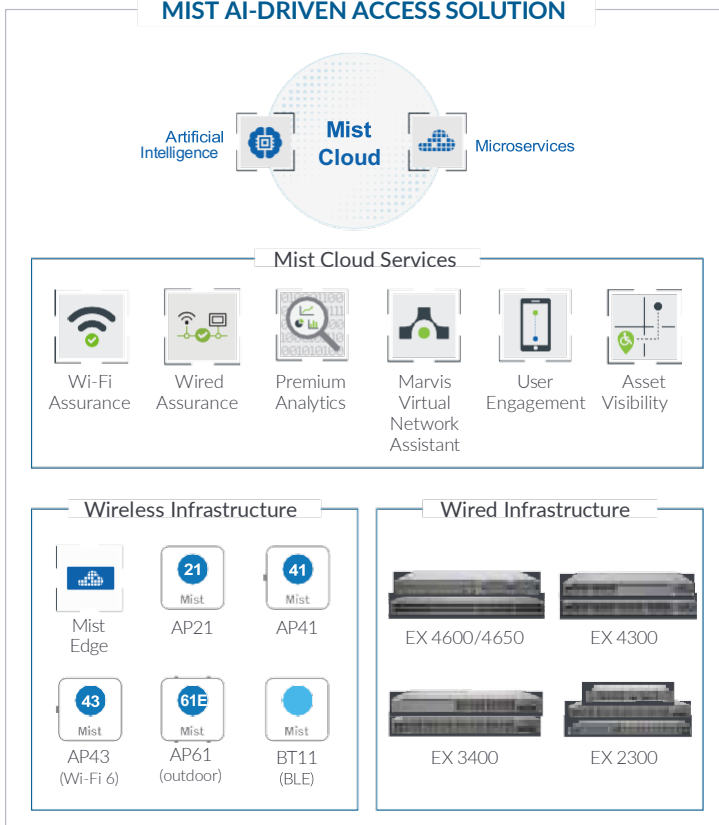 MIST AI-DRIVEN ACCESS SOLUTION
Artificial
Intelligence
Mist
Cloud
Microservices
Mist Cloud Services
Wi-Fi
Assurance
Wired
Assurance
Premium
Analytics
Marvis
Virtual
Network
Assistant
User
Engagement
Asset
Visibility
Wireless Infrastructure
Mist
Edge
21
Mist
AP21
41
Mist
AP41
43
Mist
AP43
(Wi-Fi 6)
61E
Mist
AP61
(outdoor)
Mist
BT11
(BLE)
Wired Infrastructure
EX 4600/4650
EX 4300
EX 3400
EX 2300